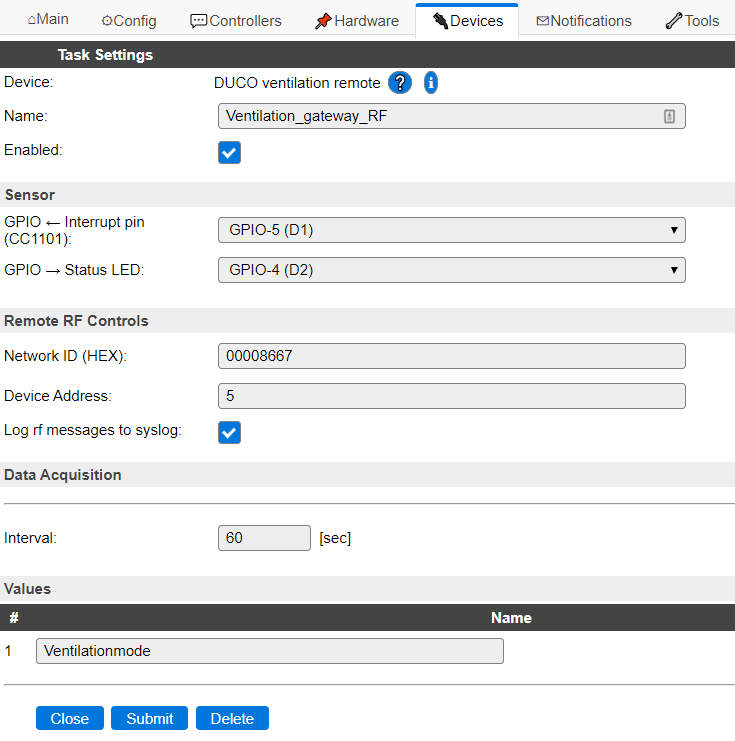 ⌂Main ⚙Config 💬Controllers 📌Hardware 🔌Devices ✉Notifications 🔧Tools
Task Settings
Device: DUCO ventilation remote ? i
Name: Ventilation_gateway_RF
Enabled:
Sensor
GPIO ← Interrupt pin
(CC1101): GPIO-5 (D1)
GPIO → Status LED: GPIO-4 (D2)
Remote RF Controls
Network ID (HEX): 00008667
Device Address: 5
Log rf messages to syslog:
Data Acquisition
Interval: 60 [sec]
Values
# Name
1 Ventilationmode
Close Submit Delete